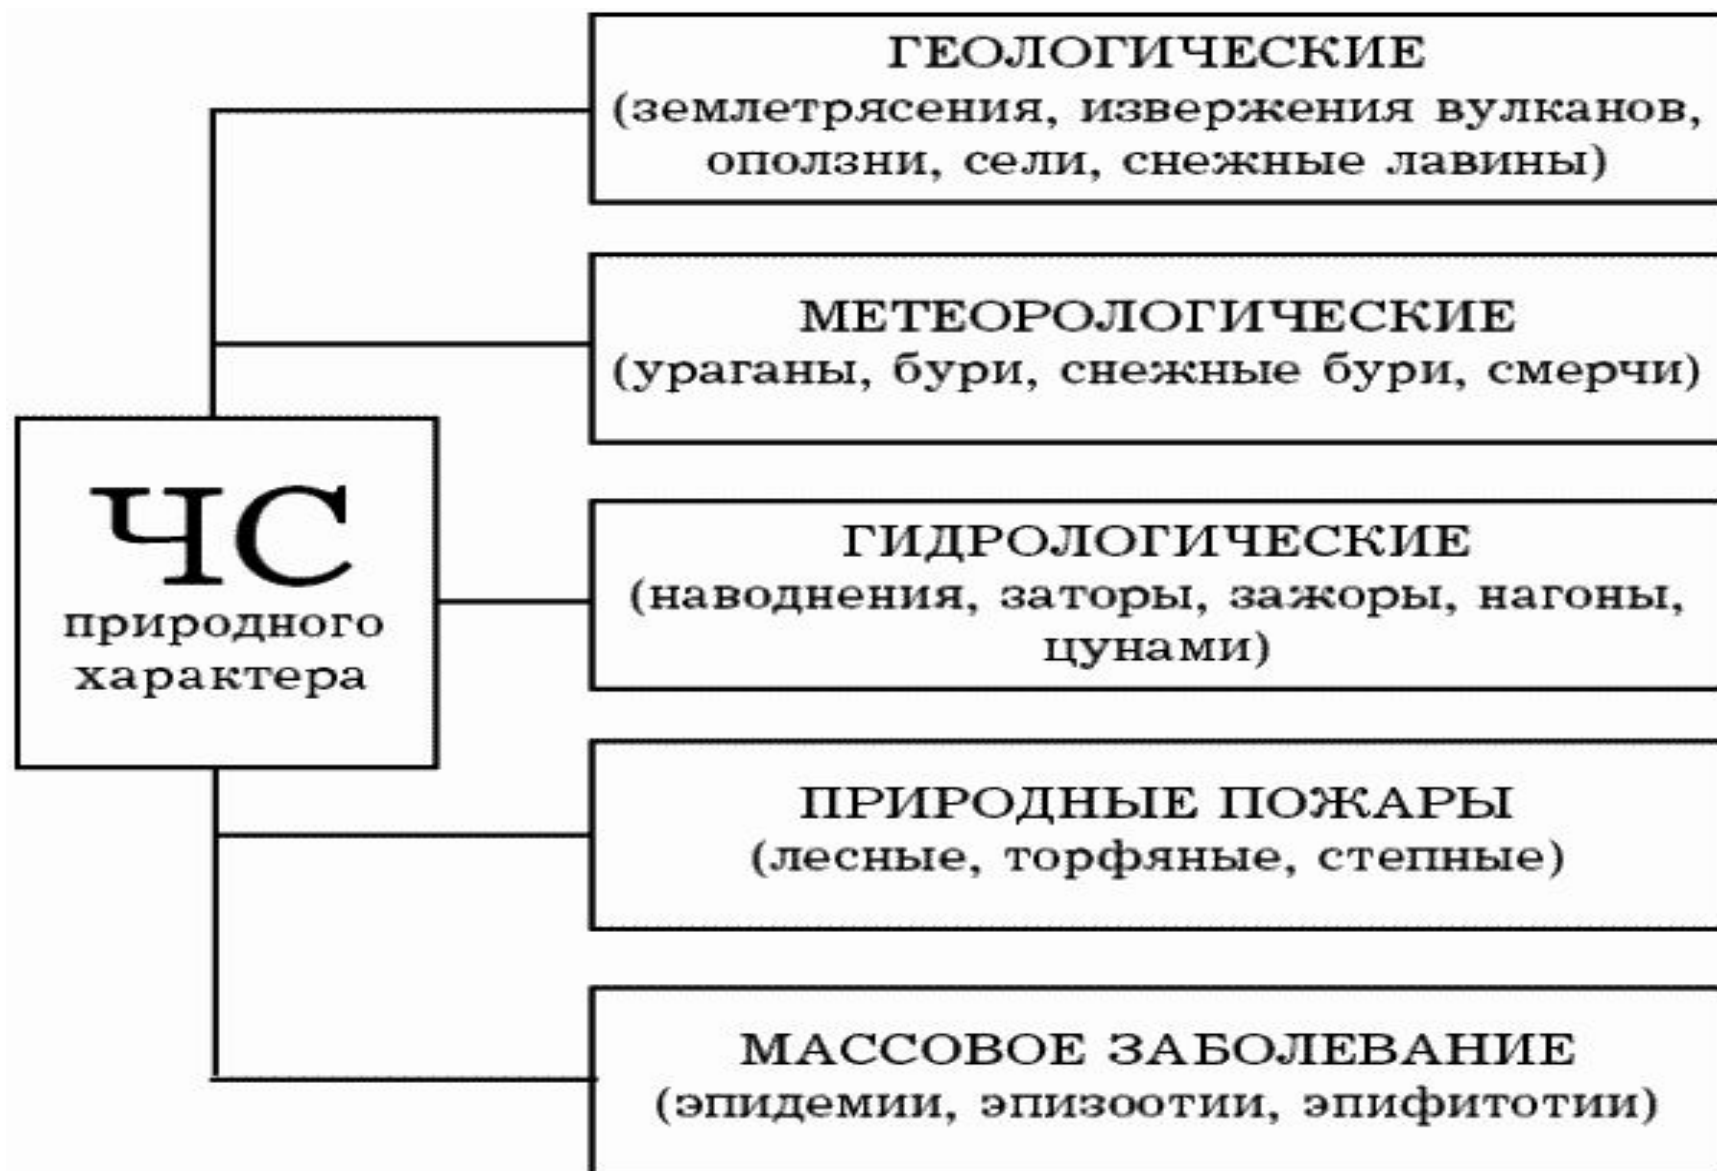 ГЕОЛОГИЧЕСКИЕ
(землетрясения, извержения вулканов,
оползни, сели, снежные лавины)
МЕТЕОРОЛОГИЧЕСКИЕ
(ураганы, бури, снежные бури, смерчи)
ЧС
природного
характера
ГИДРОЛОГИЧЕСКИЕ
(наводнения, заторы, зажоры, нагоны,
цунами)
ПРИРОДНЫЕ ПОЖАРЫ
(лесные, торфяные, степные)
МАССОВОЕ ЗАБОЛЕВАНИЕ
(эпидемии, эпизоотии, эпифитотии)